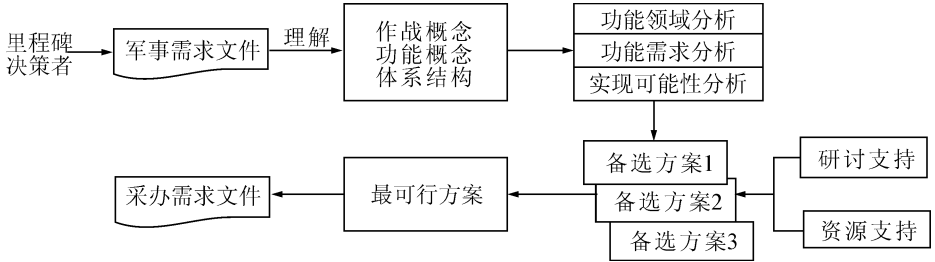 里程碑
决策者
军事需求文件
理解
作战概念
功能概念
体系结构
功能领域分析
功能需求分析
实现可能性分析
备选方案1
备选方案2
备选方案3
研讨支持
资源支持
最可行方案
采办需求文件